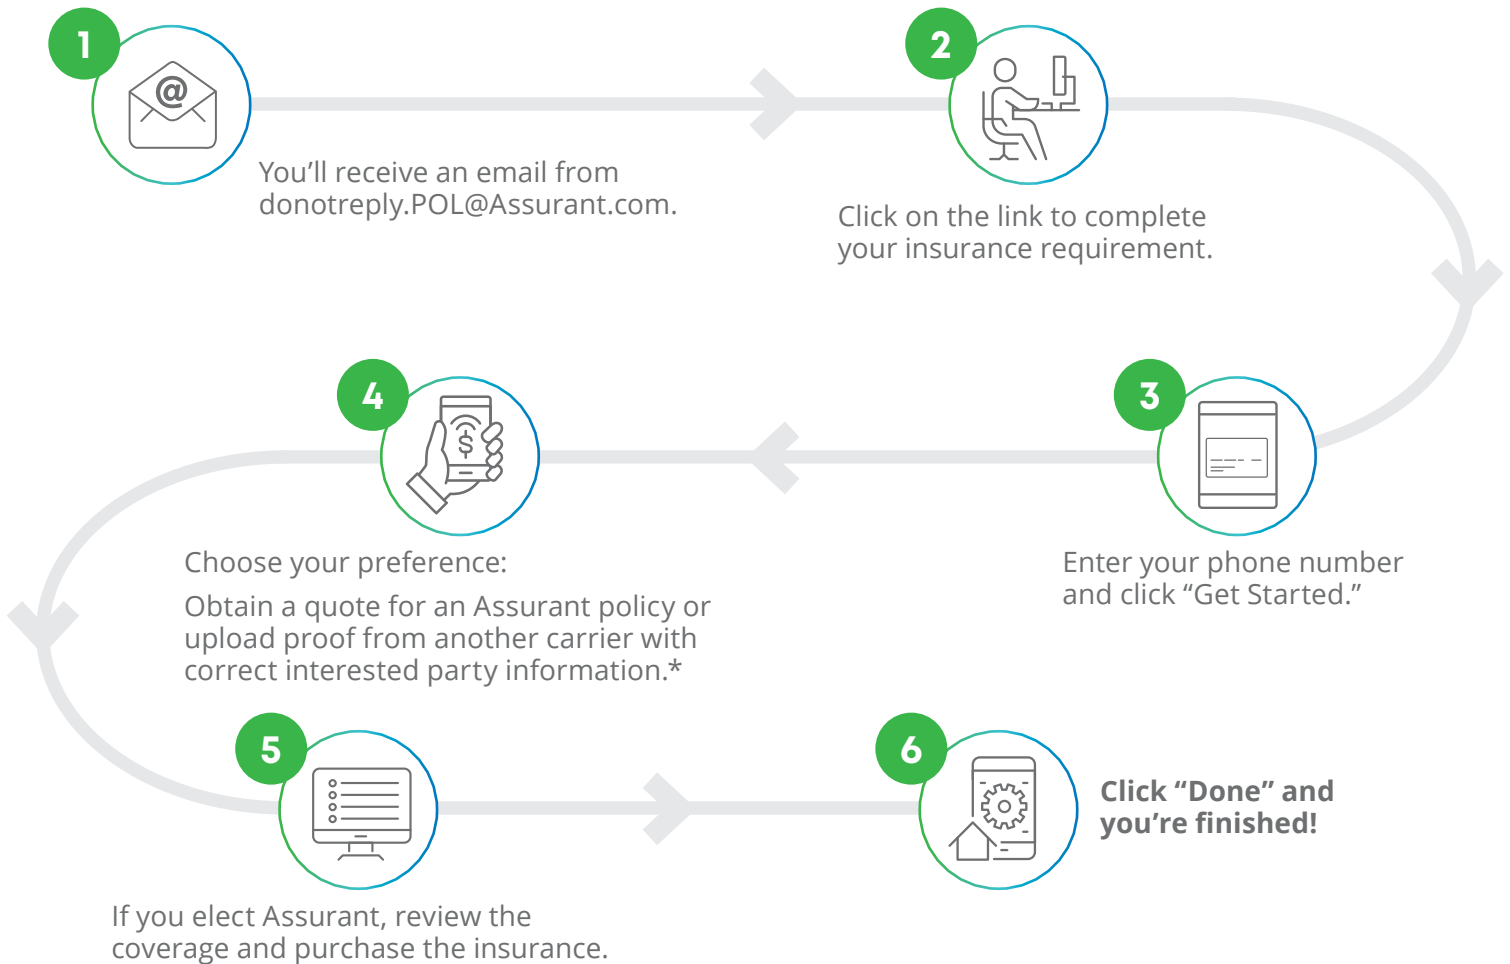 1
@
You’ll receive an email from
donotreply.POL@Assurant.com.
2
Click on the link to complete
your insurance requirement.
3
Enter your phone number
and click “Get Started.”
4
$
Choose your preference:
Obtain a quote for an Assurant policy or
upload proof from another carrier with
correct interested party information.*
5
If you elect Assurant, review the
coverage and purchase the insurance.
6
Click “Done” and
you’re finished!